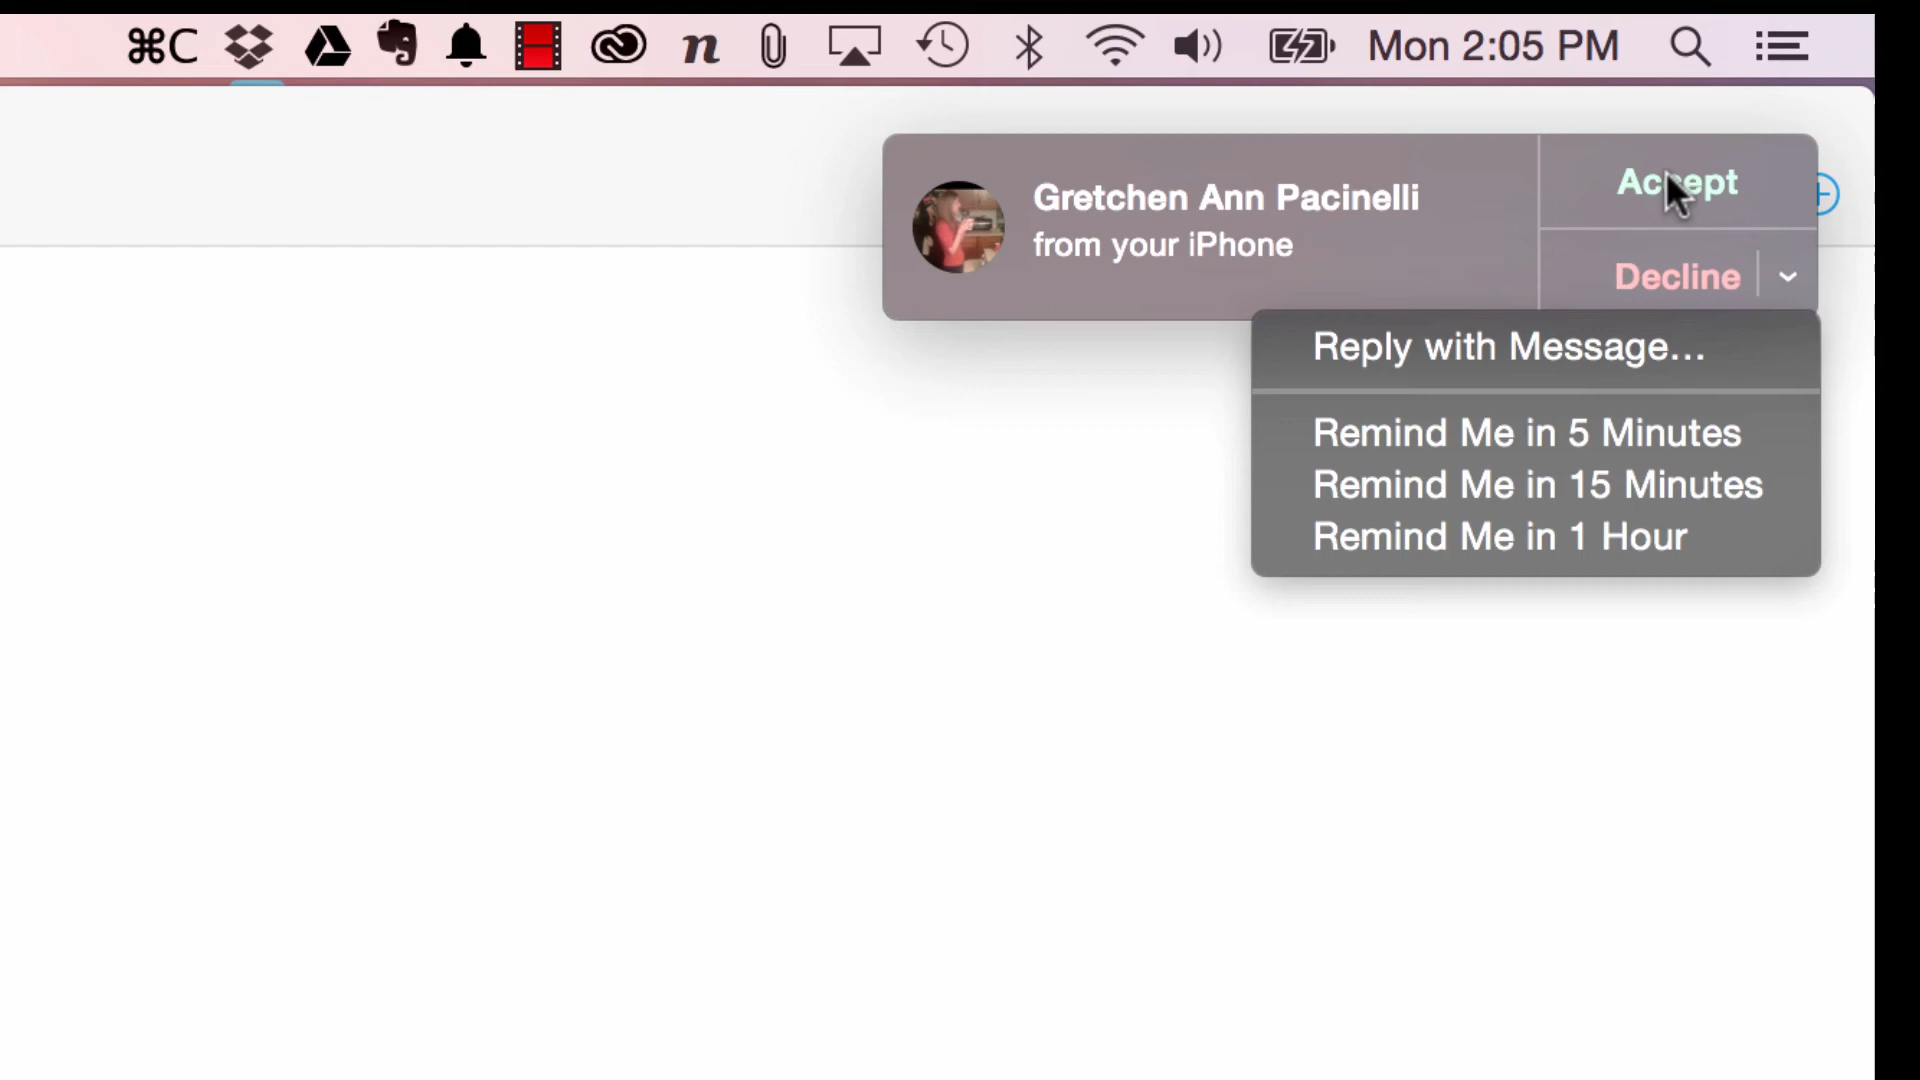 ⌘C n Mon 2:05 PM
Gretchen Ann Pacinelli
from your iPhone
Accept
Decline
Reply with Message…
Remind Me in 5 Minutes
Remind Me in 15 Minutes
Remind Me in 1 Hour